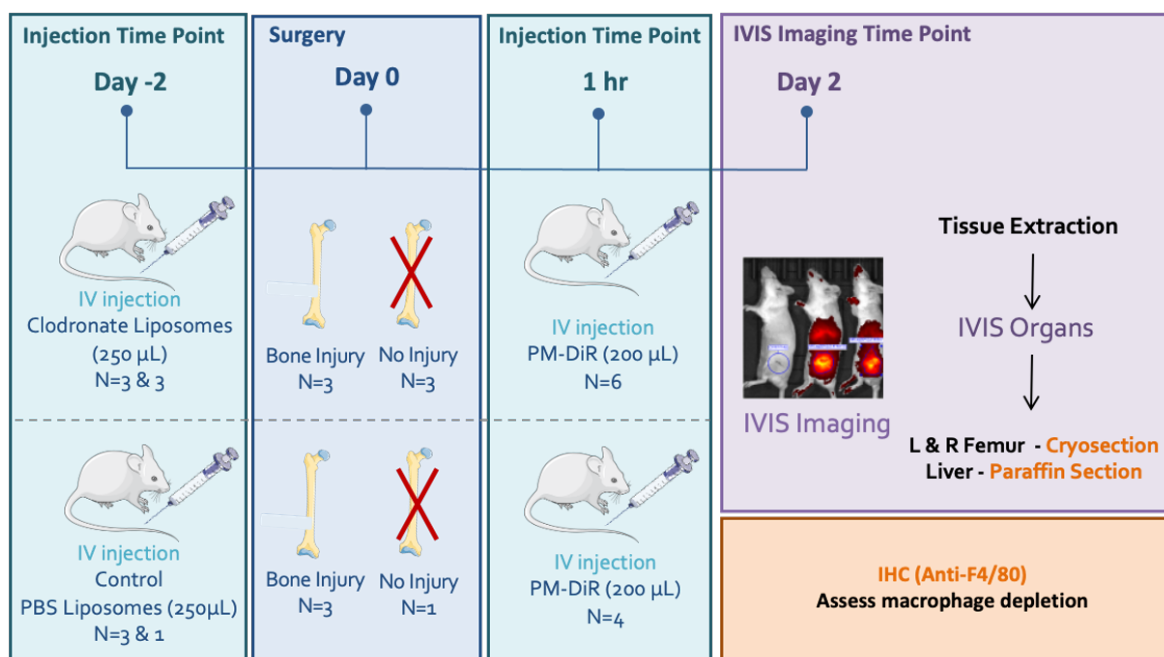 Injection Time Point
Day -2
Surgery
Day 0
Injection Time Point
1 hr
IVIS Imaging Time Point
Day 2
IV injection
Clodronate Liposomes
(250 µL)
N=3 & 3
Bone Injury
N=3
No Injury
N=3
IV injection
PM-DiR (200 µL)
N=6
IV injection
Control
PBS Liposomes (250µL)
N=3 & 1
Bone Injury
N=3
No Injury
N=1
IV injection
PM-DiR (200 µL)
N=4
IVIS Imaging
Tissue Extraction
IVIS Organs
L & R Femur - Cryosection
Liver - Paraffin Section
IHC (Anti-F4/80)
Assess macrophage depletion